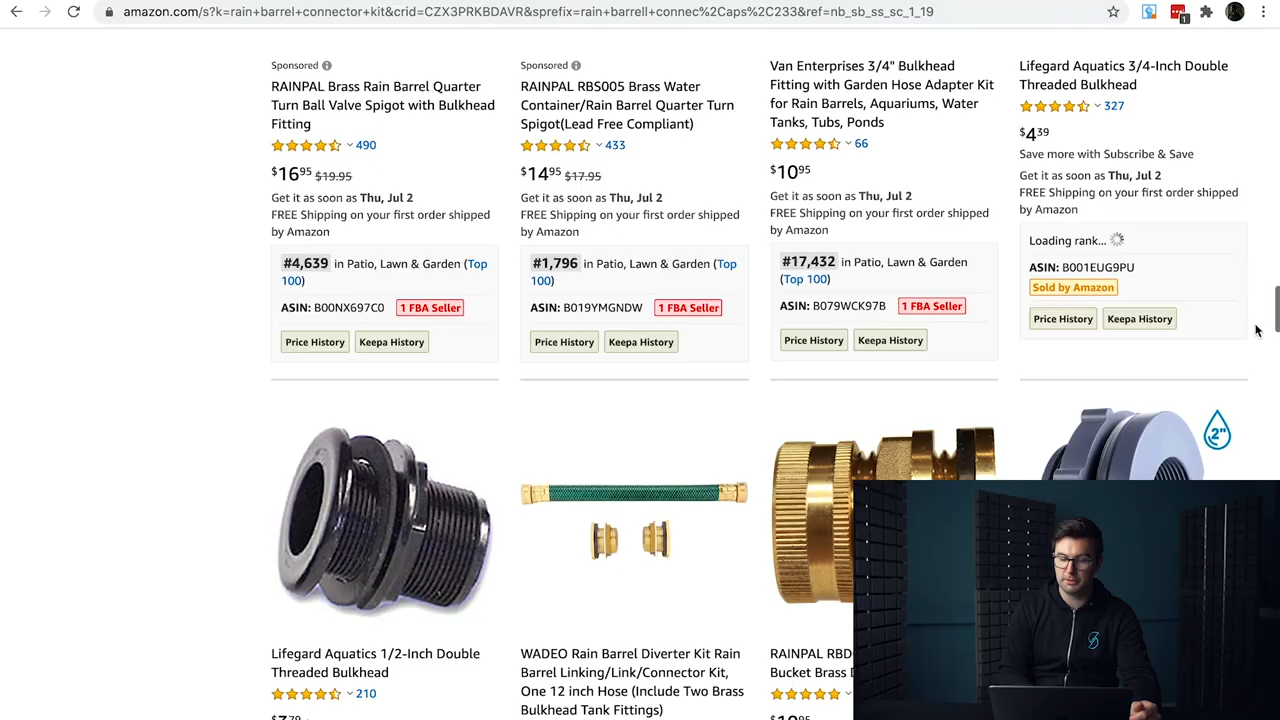 amazon.com/s?k=rain+barrel+connector+kit&crid=CZX3PRKBDAVR&sprefix=rain+barrell+connec%2Caps%2C233&ref=nb_sb_ss_sc_1_19
1
Sponsored
RAINPAL Brass Rain Barrel Quarter
Turn Ball Valve Spigot with Bulkhead
Fitting
490
$16.95 $19.95
Get it as soon as Thu, Jul 2
FREE Shipping on your first order shipped
by Amazon
#4,639 in Patio, Lawn & Garden (Top
100)
ASIN: B00NX697C0 1 FBA Seller
Price History Keepa History
Sponsored
RAINPAL RBS005 Brass Water
Container/Rain Barrel Quarter Turn
Spigot(Lead Free Compliant)
433
$14.95 $17.95
Get it as soon as Thu, Jul 2
FREE Shipping on your first order shipped
by Amazon
#1,796 in Patio, Lawn & Garden (Top
100)
ASIN: B019YMGNDW 1 FBA Seller
Price History Keepa History
Van Enterprises 3/4" Bulkhead
Fitting with Garden Hose Adapter Kit
for Rain Barrels, Aquariums, Water
Tanks, Tubs, Ponds
66
$10.95
Get it as soon as Thu, Jul 2
FREE Shipping on your first order shipped
by Amazon
#17,432 in Patio, Lawn & Garden
(Top 100)
ASIN: B079WCK97B 1 FBA Seller
Price History Keepa History
Lifegard Aquatics 3/4-Inch Double
Threaded Bulkhead
327
$4.39
Save more with Subscribe & Save
Get it as soon as Thu, Jul 2
FREE Shipping on your first order shipped
by Amazon
Loading rank...
ASIN: B001EUG9PU
Sold by Amazon
Price History Keepa History
2"
Lifegard Aquatics 1/2-Inch Double
Threaded Bulkhead
210
WADEO Rain Barrel Diverter Kit Rain
Barrel Linking/Link/Connector Kit,
One 12 inch Hose (Include Two Brass
Bulkhead Tank Fittings)
RAINPAL RBD
Bucket Brass